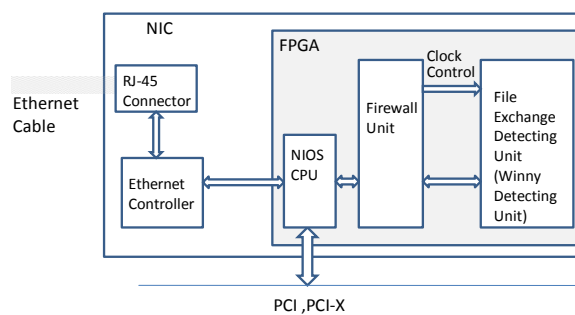 NIC
FPGA
RJ-45
Connector
Ethernet
Cable
Ethernet
Controller
NIOS
CPU
Firewall
Unit
Clock
Control
File
Exchange
Detecting
Unit
(Winny
Detecting
Unit)
PCI ,PCI-X